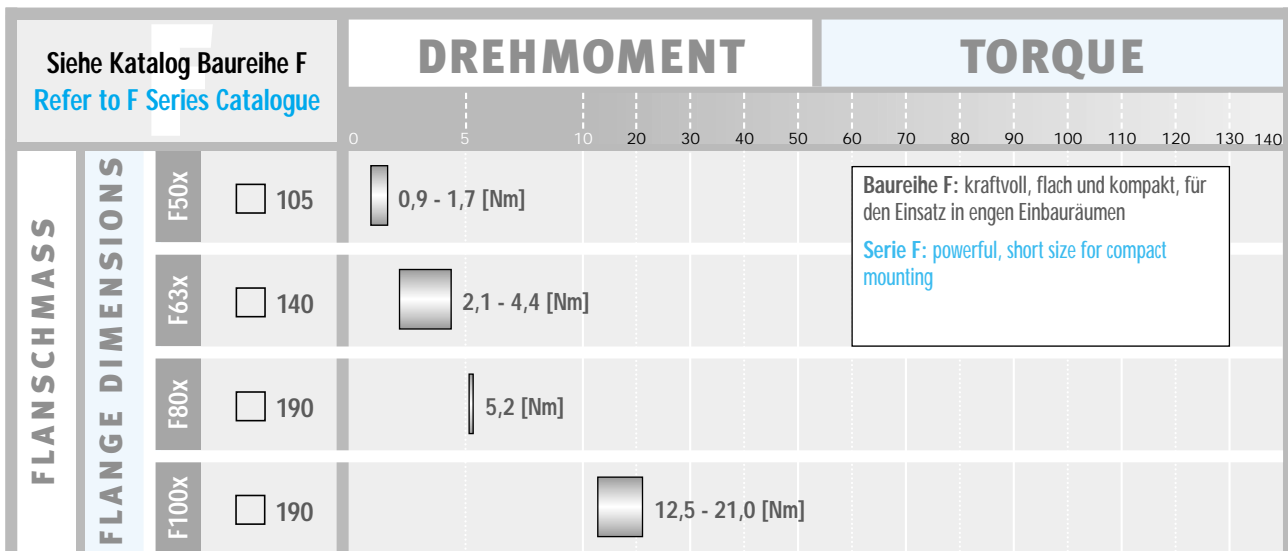 F
Siehe Katalog Baureihe F
Refer to F Series Catalogue
DREHMOMENT
TORQUE
0 5 10 20 30 40 50 60 70 80 90 100 110 120 130 140
FLANSCHMASS
FLANGE DIMENSIONS
F50x
105
0,9 - 1,7 [Nm]
Baureihe F: kraftvoll, flach und kompakt, für
den Einsatz in engen Einbauräumen
Serie F: powerful, short size for compact
mounting
F63x
140
2,1 - 4,4 [Nm]
F80x
190
5,2 [Nm]
F100x
190
12,5 - 21,0 [Nm]